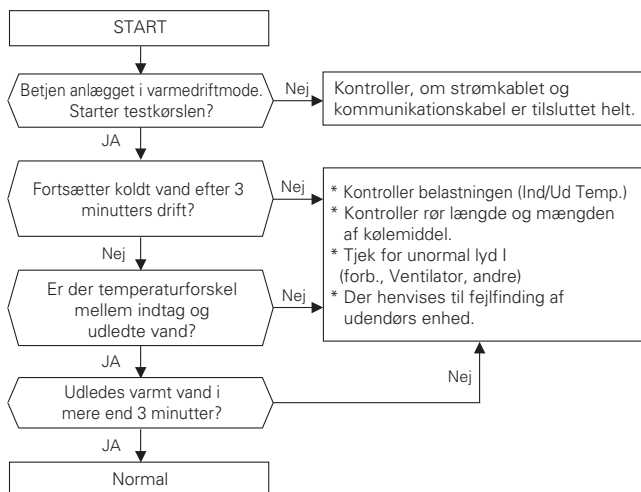 START
Betjen anlægget i varmedriftmode.
Starter testkørslen?
Nej
Kontroller, om strømkablet og
kommunikationskabel er tilsluttet helt.
JA
Fortsætter koldt vand efter 3
minutters drift?
Nej
* Kontroller belastningen (Ind/Ud Temp.)
* Kontroller rør længde og mængden
af kølemiddel.
* Tjek for unormal lyd I
(forb., Ventilator, andre)
* Der henvises til fejlfinding af
udendørs enhed.
Nej
Er der temperaturforskel
mellem indtag og
udledte vand?
Nej
JA
Udledes varmt vand i
mere end 3 minutter?
Nej
JA
Normal